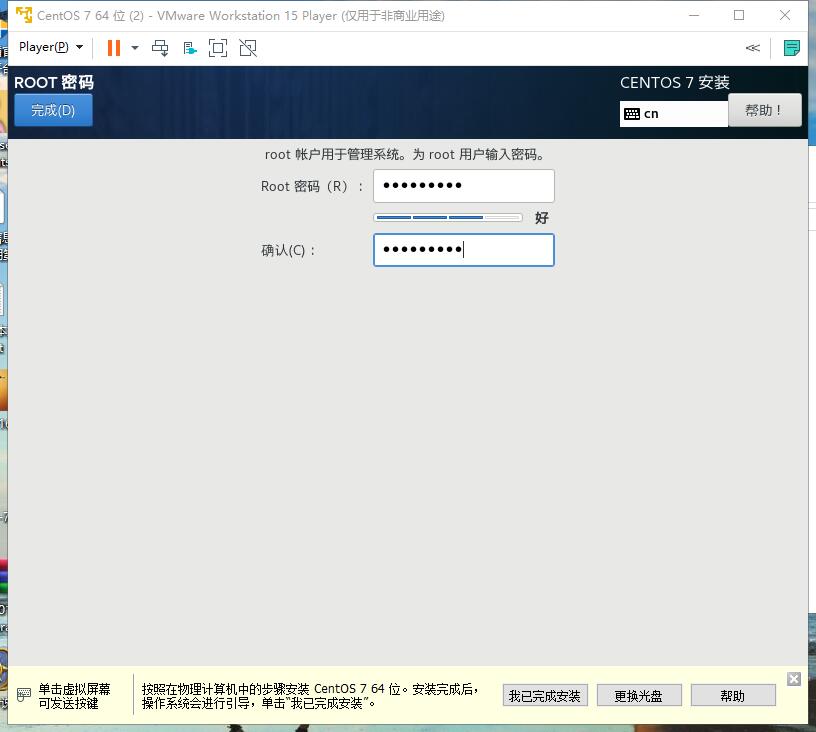 CentOS 7 64 位 (2) - VMware Workstation 15 Player (仅用于非商业用途)
Player(P)
ROOT 密码
完成(D)
CENTOS 7 安装
cn
帮助！
root 帐户用于管理系统。为 root 用户输入密码。
Root 密码（R）：
好
确认(C)：
单击虚拟屏幕
可发送按键
按照在物理计算机中的步骤安装 CentOS 7 64 位。安装完成后，
操作系统会进行引导，单击“我已完成安装”。
我已完成安装
更换光盘
帮助